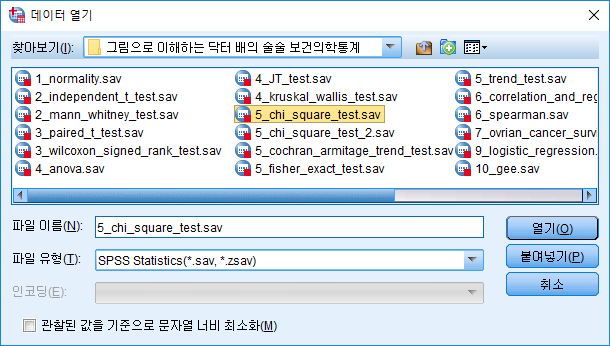 데이터 열기
찾아보기(I):
그림으로 이해하는 닥터 배의 술술 보건의학통계
1_normality.sav
2_independent_t_test.sav
2_mann_whitney_test.sav
3_paired_t_test.sav
3_wilcoxon_signed_rank_test.sav
4_anova.sav
4_JT_test.sav
4_kruskal_wallis_test.sav
5_chi_square_test.sav
5_chi_square_test_2.sav
5_cochran_armitage_trend_test.sav
5_fisher_exact_test.sav
5_trend_test.sav
6_correlation_and_reg
6_spearman.sav
7_ovrian_cancer_survi
9_logistic_regression.
10_gee.sav
파일 이름(N):
5_chi_square_test.sav
열기(O)
파일 유형(T):
SPSS Statistics(*.sav, *.zsav)
붙여넣기(P)
인코딩(E):
취소
관찰된 값을 기준으로 문자열 너비 최소화(M)